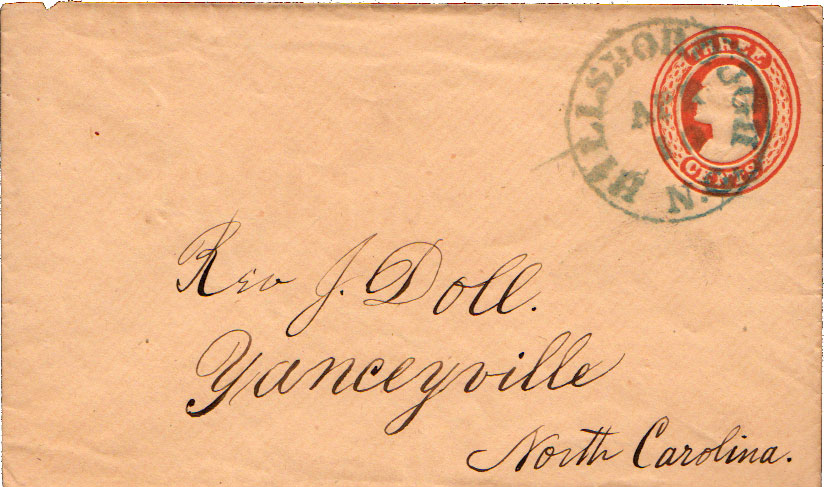 THREE
CENTS
HILLSBOROUGH
N.
Rev J. Doll.
Yanceyville
North Carolina.